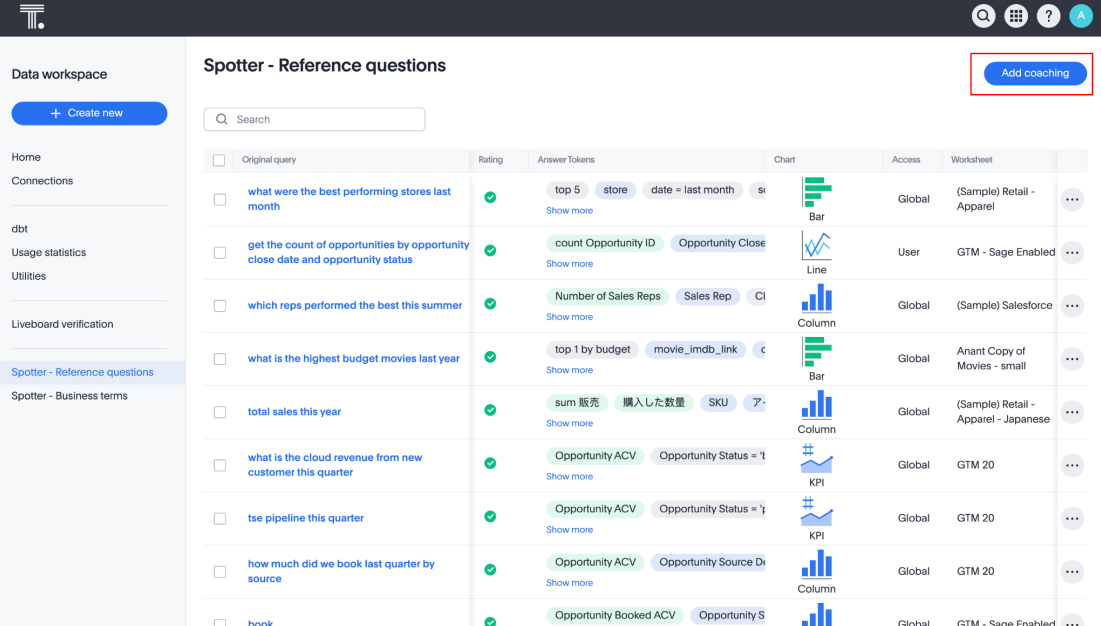 T.
?
A
Data workspace
+ Create new
Home
Connections
dbt
Usage statistics
Utilities
Liveboard verification
Spotter - Reference questions
Spotter - Business terms
Spotter - Reference questions
Add coaching
Search
Original query Rating Answer Tokens Chart Access Worksheet
what were the best performing stores last
month
top 5 store date = last month
Show more
Bar
Global
(Sample) Retail -
Apparel
get the count of opportunities by opportunity
close date and opportunity status
count Opportunity ID Opportunity Close
Show more
Line
User
GTM - Sage Enabled
which reps performed the best this summer
Number of Sales Reps Sales Rep
Show more
Column
Global
(Sample) Salesforce
what is the highest budget movies last year
top 1 by budget movie_imdb_link
Show more
Bar
Global
Anant Copy of
Movies - small
total sales this year
sum 販売 購入した数量 SKU
Show more
Column
Global
(Sample) Retail -
Apparel - Japanese
what is the cloud revenue from new
customer this quarter
Opportunity ACV Opportunity Status =
Show more
KPI
Global
GTM 20
tse pipeline this quarter
Opportunity ACV Opportunity Status =
Show more
KPI
Global
GTM 20
how much did we book last quarter by
source
Opportunity ACV Opportunity Source
Show more
Column
Global
GTM 20
book
Opportunity Booked ACV Opportunity
Global
GTM - Sage Enabled